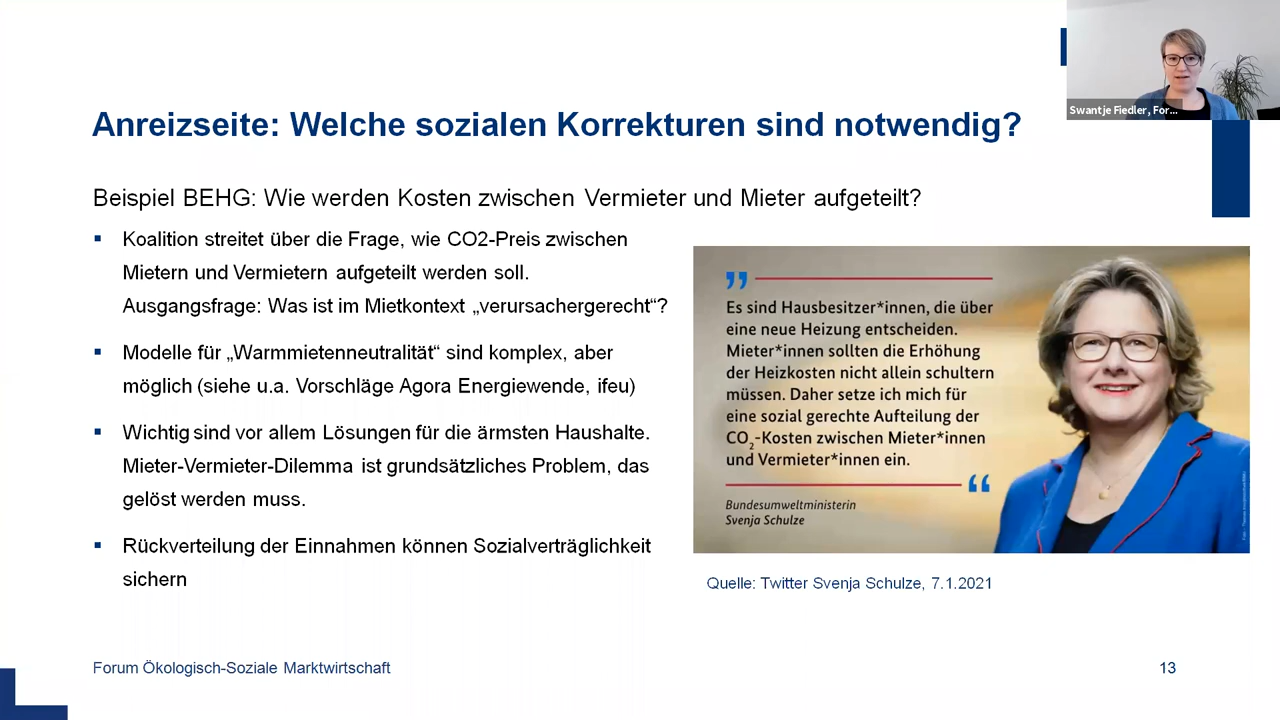 Swantje Fiedler, For...
Anreizseite: Welche sozialen Korrekturen sind notwendig?
Beispiel BEHG: Wie werden Kosten zwischen Vermieter und Mieter aufgeteilt?
Koalition streitet über die Frage, wie CO2-Preis zwischen
Mietern und Vermietern aufgeteilt werden soll.
Ausgangsfrage: Was ist im Mietkontext „verursachergerecht“?
Modelle für „Warmmietenneutralität“ sind komplex, aber
möglich (siehe u.a. Vorschläge Agora Energiewende, ifeu)
Wichtig sind vor allem Lösungen für die ärmsten Haushalte.
Mieter-Vermieter-Dilemma ist grundsätzliches Problem, das
gelöst werden muss.
Rückverteilung der Einnahmen können Sozialverträglichkeit
sichern
„
Es sind Hausbesitzer*innen, die über
eine neue Heizung entscheiden.
Mieter*innen sollten die Erhöhung
der Heizkosten nicht allein schultern
müssen. Daher setze ich mich für
eine sozial gerechte Aufteilung der
CO₂-Kosten zwischen Mieter*innen
und Vermieter*innen ein.
“
Bundesumweltministerin
Svenja Schulze
Quelle: Twitter Svenja Schulze, 7.1.2021
Forum Ökologisch-Soziale Marktwirtschaft
13